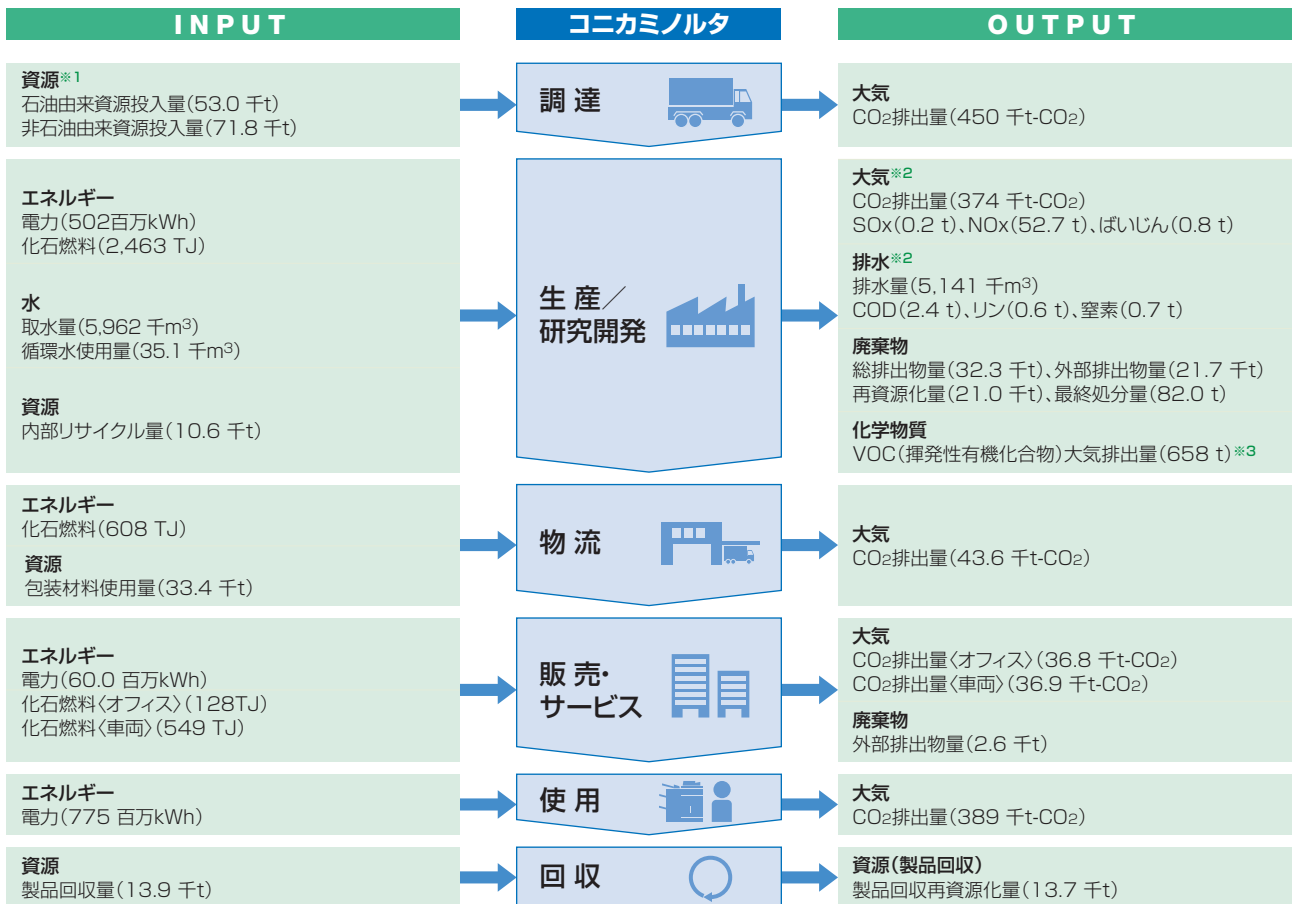 INPUT
コニカミノルタ
OUTPUT
資源※1
石油由来資源投入量(53.0 千t)
非石油由来資源投入量(71.8 千t)
調 達
大気
CO2排出量(450 千t-CO2)
エネルギー
電力(502百万kWh)
化石燃料(2,463 TJ)
水
取水量(5,962 千m3)
循環水使用量(35.1 千m3)
資源
内部リサイクル量(10.6 千t)
生 産／
研究開発
大気※2
CO2排出量(374 千t-CO2)
SOx(0.2 t)、NOx(52.7 t)、ばいじん(0.8 t)
排水※2
排水量(5,141 千m3)
COD(2.4 t)、リン(0.6 t)、窒素(0.7 t)
廃棄物
総排出物量(32.3 千t)、外部排出物量(21.7 千t)
再資源化量(21.0 千t)、最終処分量(82.0 t)
化学物質
VOC(揮発性有機化合物)大気排出量(658 t)※3
エネルギー
化石燃料(608 TJ)
資源
包装材料使用量(33.4 千t)
物 流
大気
CO2排出量(43.6 千t-CO2)
エネルギー
電力(60.0 百万kWh)
化石燃料〈オフィス〉(128TJ)
化石燃料〈車両〉(549 TJ)
販 売・
サービス
大気
CO2排出量〈オフィス〉(36.8 千t-CO2)
CO2排出量〈車両〉(36.9 千t-CO2)
廃棄物
外部排出物量(2.6 千t)
エネルギー
電力(775 百万kWh)
使 用
大気
CO2排出量(389 千t-CO2)
資源
製品回収量(13.9 千t)
回 収
資源(製品回収)
製品回収再資源化量(13.7 千t)